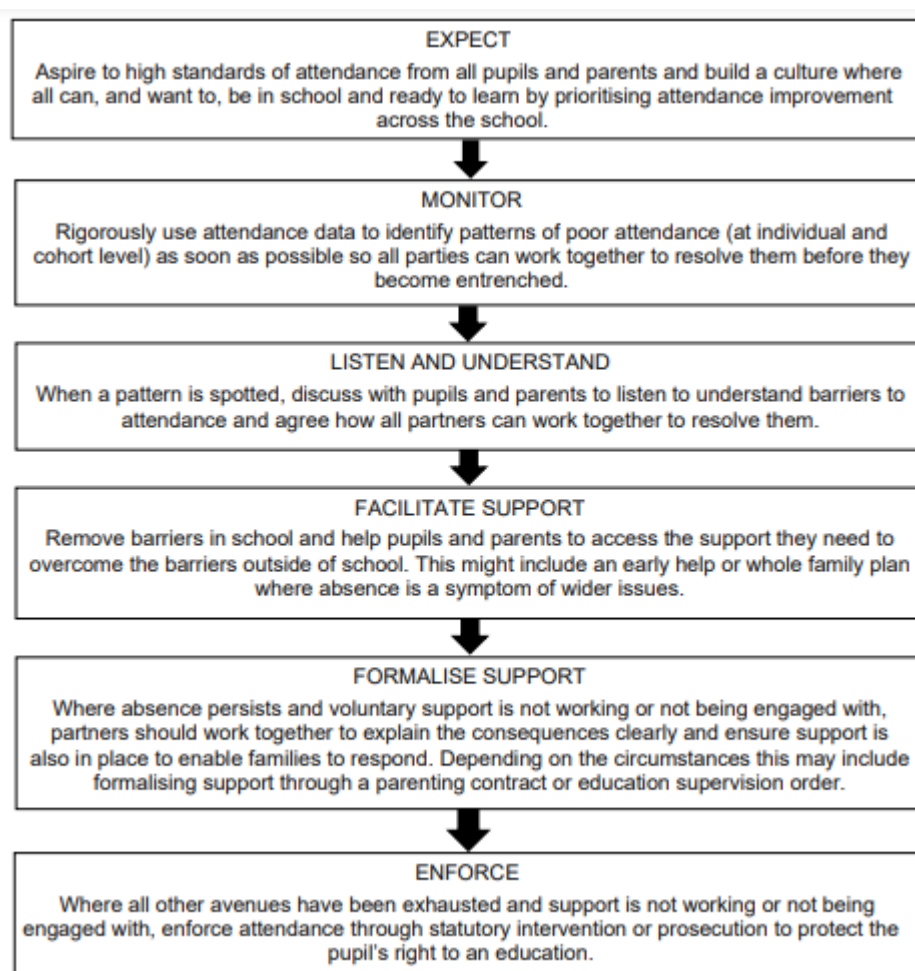 EXPECT
Aspire to high standards of attendance from all pupils and parents and build a culture where
all can, and want to, be in school and ready to learn by prioritising attendance improvement
across the school.
MONITOR
Rigorously use attendance data to identify patterns of poor attendance (at individual and
cohort level) as soon as possible so all parties can work together to resolve them before they
become entrenched.
LISTEN AND UNDERSTAND
When a pattern is spotted, discuss with pupils and parents to listen to understand barriers to
attendance and agree how all partners can work together to resolve them.
FACILITATE SUPPORT
Remove barriers in school and help pupils and parents to access the support they need to
overcome the barriers outside of school. This might include an early help or whole family plan
where absence is a symptom of wider issues.
FORMALISE SUPPORT
Where absence persists and voluntary support is not working or not being engaged with,
partners should work together to explain the consequences clearly and ensure support is
also in place to enable families to respond. Depending on the circumstances this may include
formalising support through a parenting contract or education supervision order.
ENFORCE
Where all other avenues have been exhausted and support is not working or not being
engaged with, enforce attendance through statutory intervention or prosecution to protect the
pupil's right to an education.